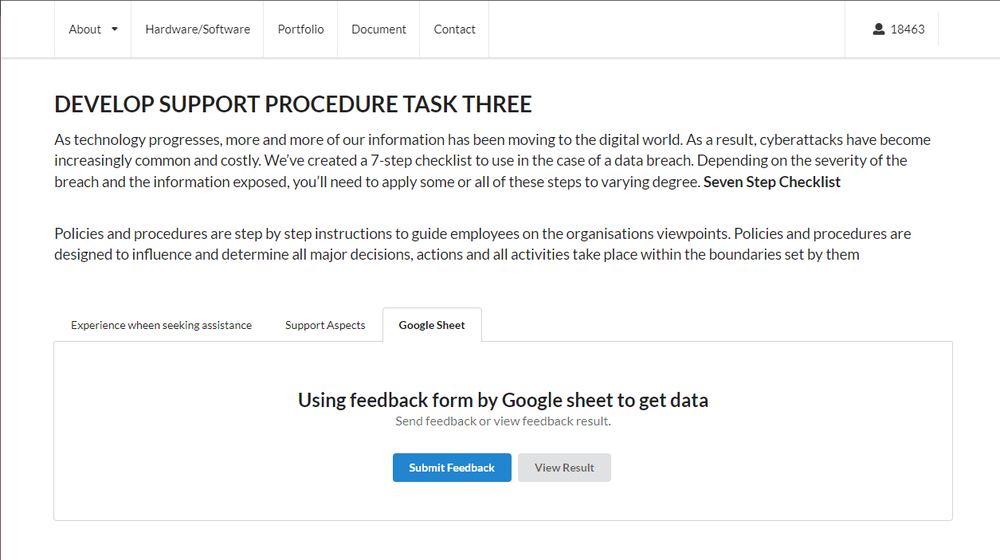 About
Hardware/Software
Portfolio
Document
Contact
18463
DEVELOP SUPPORT PROCEDURE TASK THREE
As technology progresses, more and more of our information has been moving to the digital world. As a result, cyberattacks have become
increasingly common and costly. We’ve created a 7-step checklist to use in the case of a data breach. Depending on the severity of the
breach and the information exposed, you’ll need to apply some or all of these steps to varying degree. Seven Step Checklist
Policies and procedures are step by step instructions to guide employees on the organisations viewpoints. Policies and procedures are
designed to influence and determine all major decisions, actions and all activities take place within the boundaries set by them
Experience wheen seeking assistance
Support Aspects
Google Sheet
Using feedback form by Google sheet to get data
Send feedback or view feedback result.
Submit Feedback
View Result